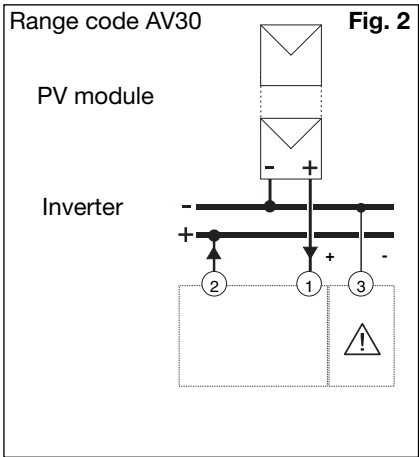 Range code AV30 Fig. 2
PV module
- +
Inverter
-
+
+ -
2 1 3
!